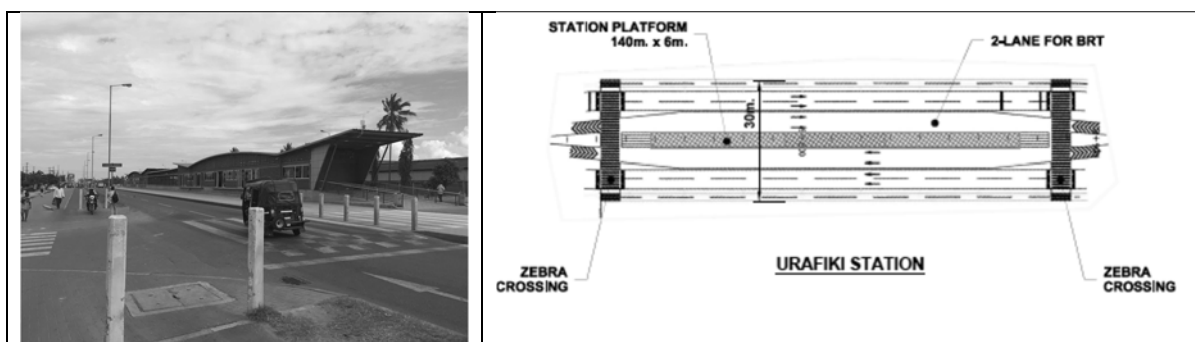 STATION PLATFORM
140m. x 6m.
2-LANE FOR BRT
30m.
URAFIKI STATION
ZEBRA
CROSSING
ZEBRA
CROSSING